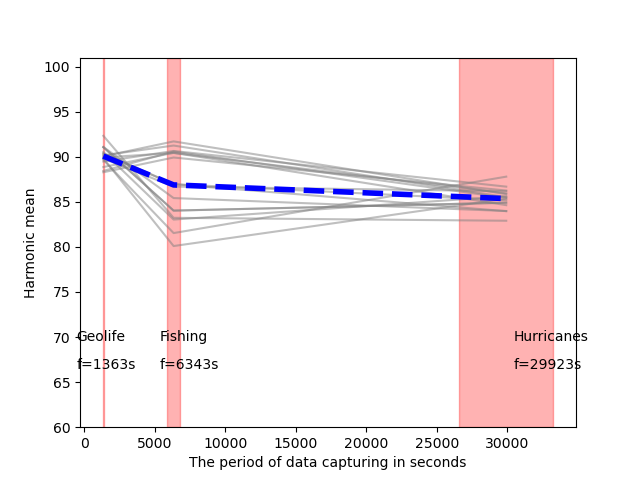 100
95
90
85
80
75
70
65
60
Harmonic mean
Geolife
f=1363s
Fishing
f=6343s
Hurricanes
f=29923s
0
5000
10000
15000
20000
25000
30000
The period of data capturing in seconds